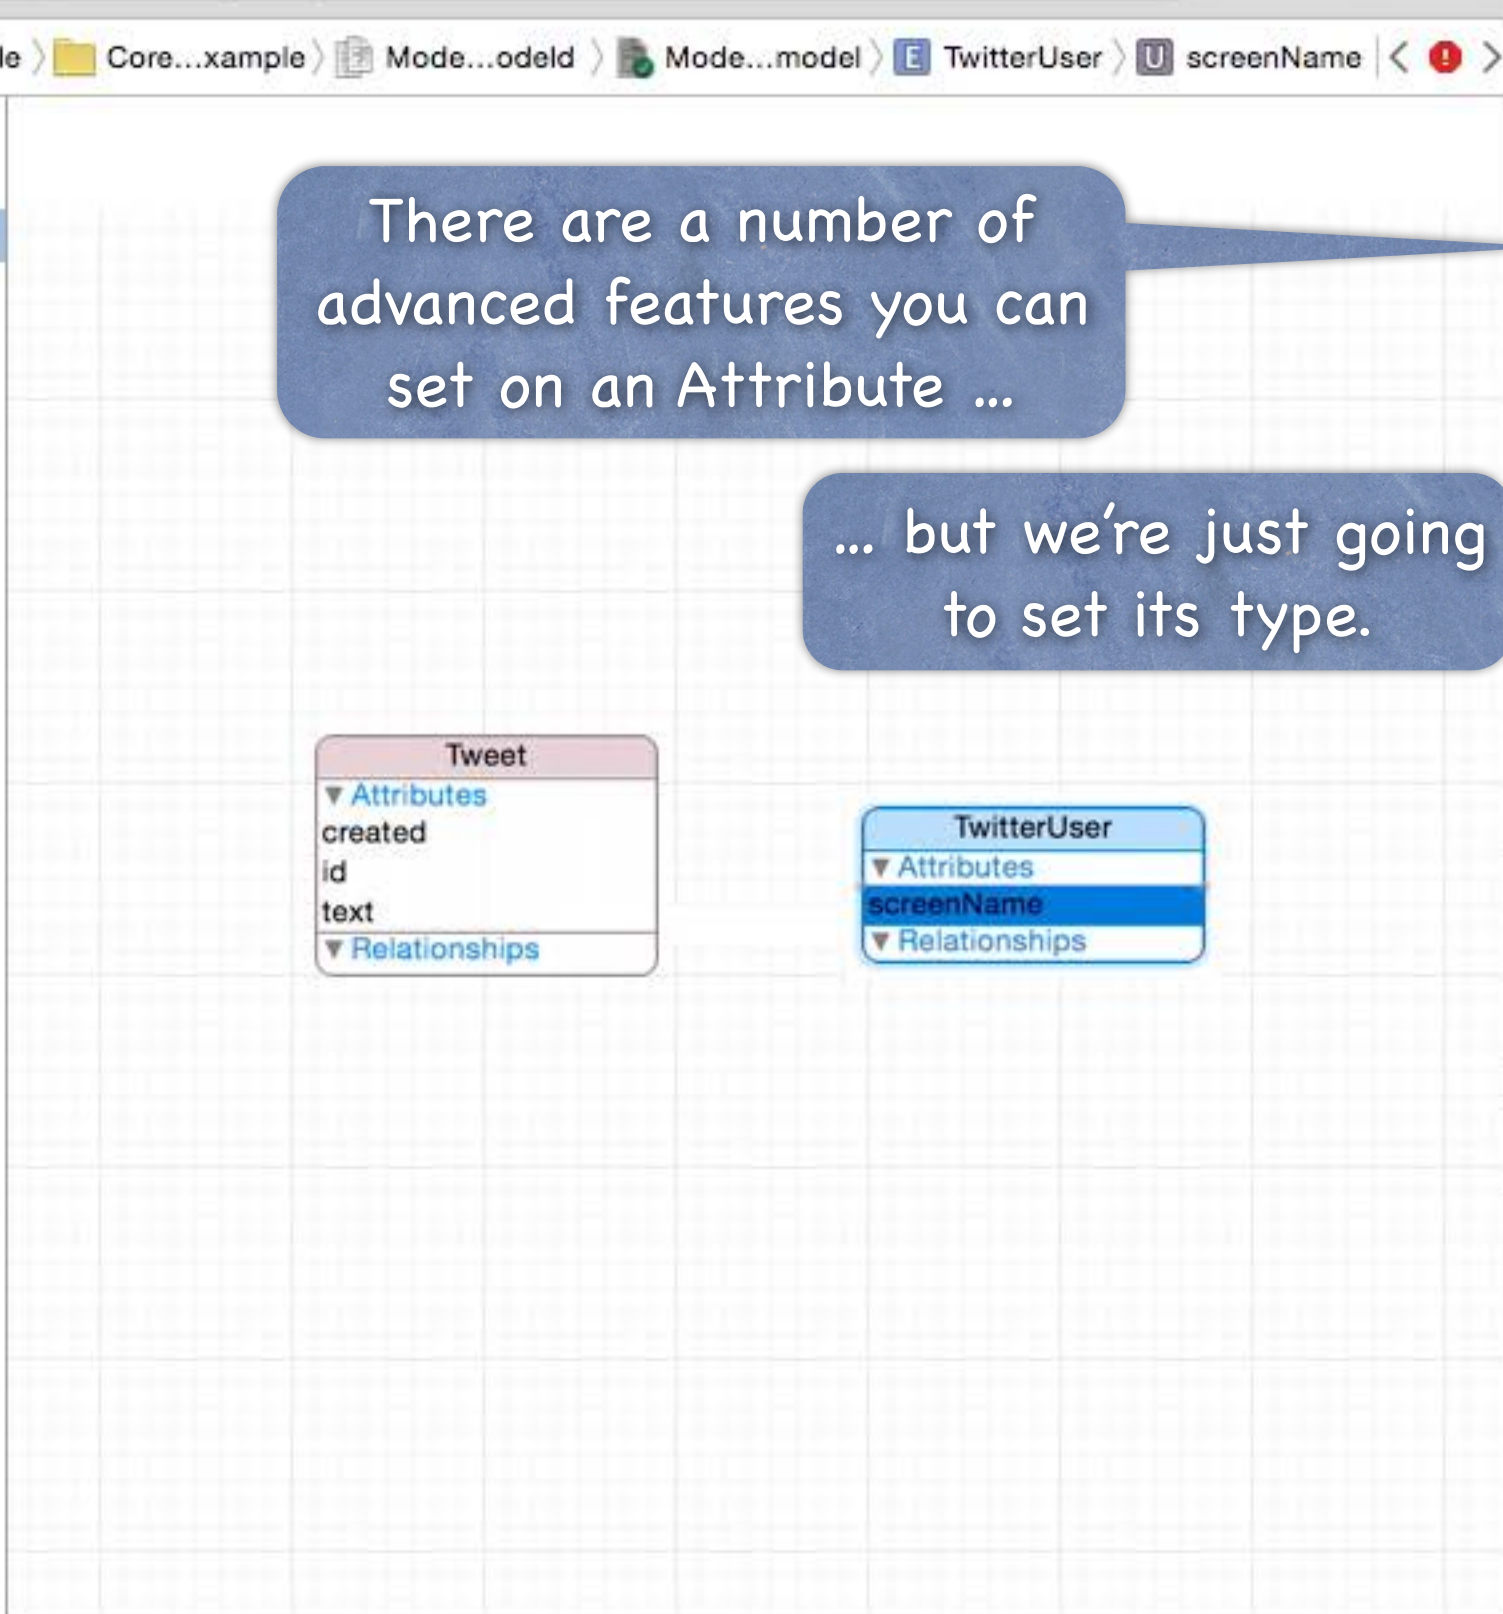 le Core...xample Mode...odeld Mode...model E TwitterUser U screenName
There are a number of
advanced features you can
set on an Attribute ...
... but we're just going
to set its type.
Tweet
Attributes
created
id
text
Relationships
TwitterUser
Attributes
screenName
Relationships